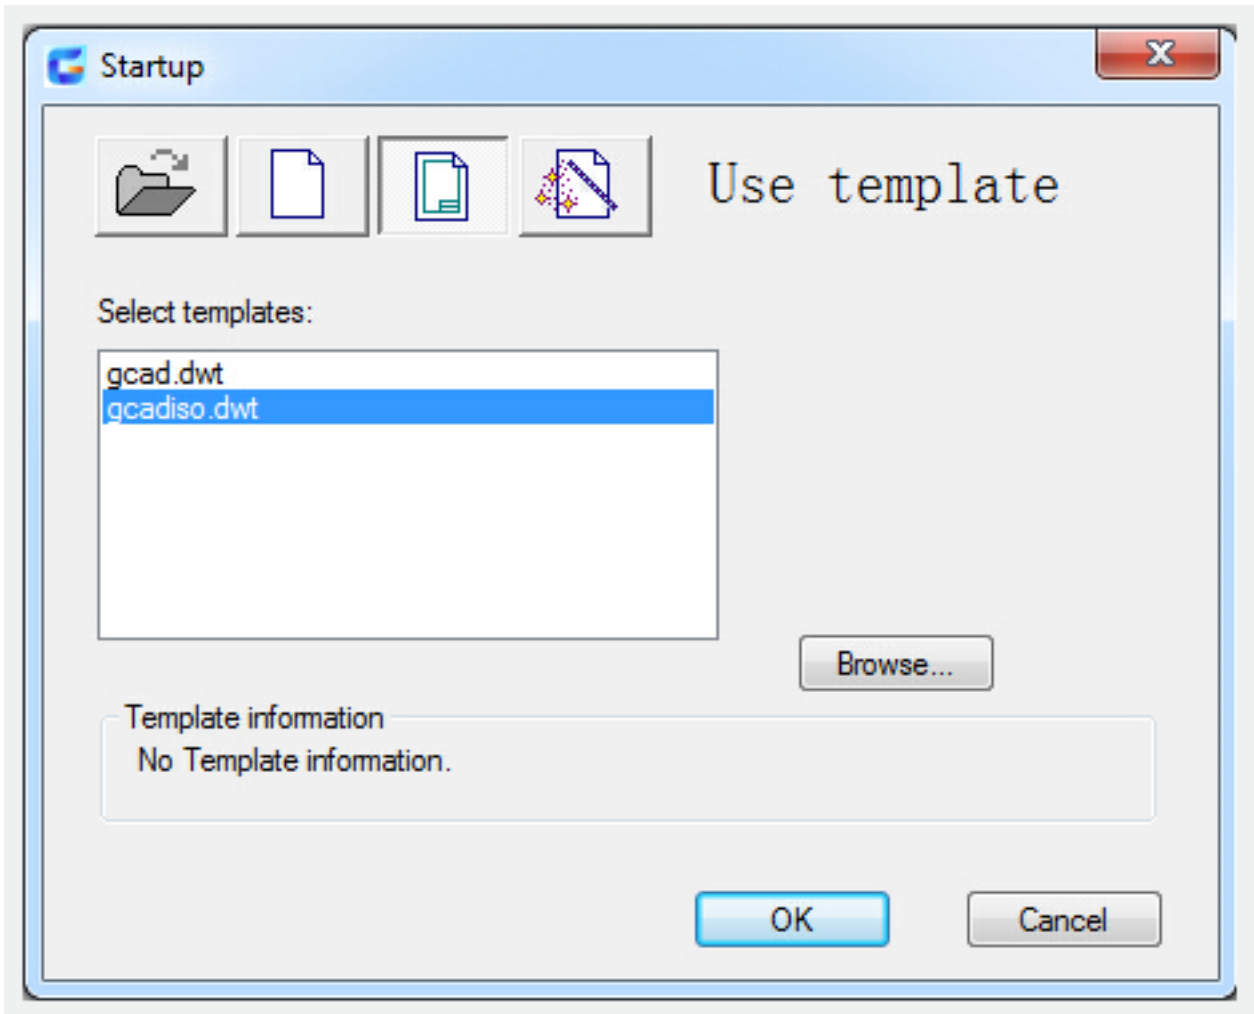 Startup
Use template
Select templates:
gcad.dwt
gcadiso.dwt
Browse...
Template information
No Template information.
OK
Cancel